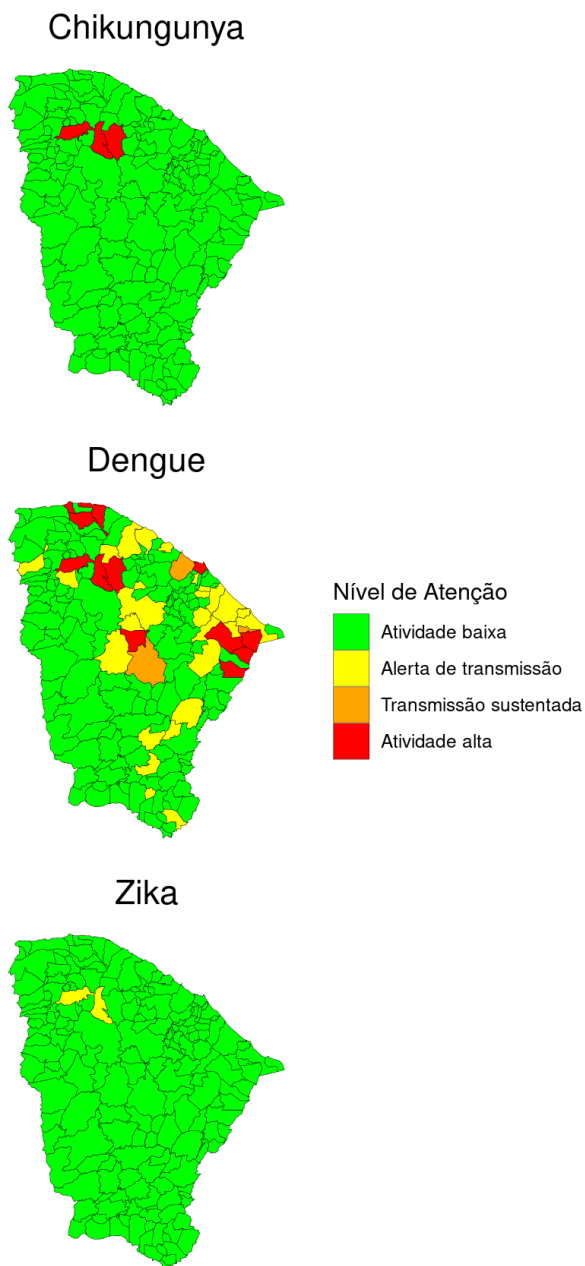 Chikungunya
Dengue
Nível de Atenção
Atividade baixa
Alerta de transmissão
Transmissão sustentada
Atividade alta
Zika